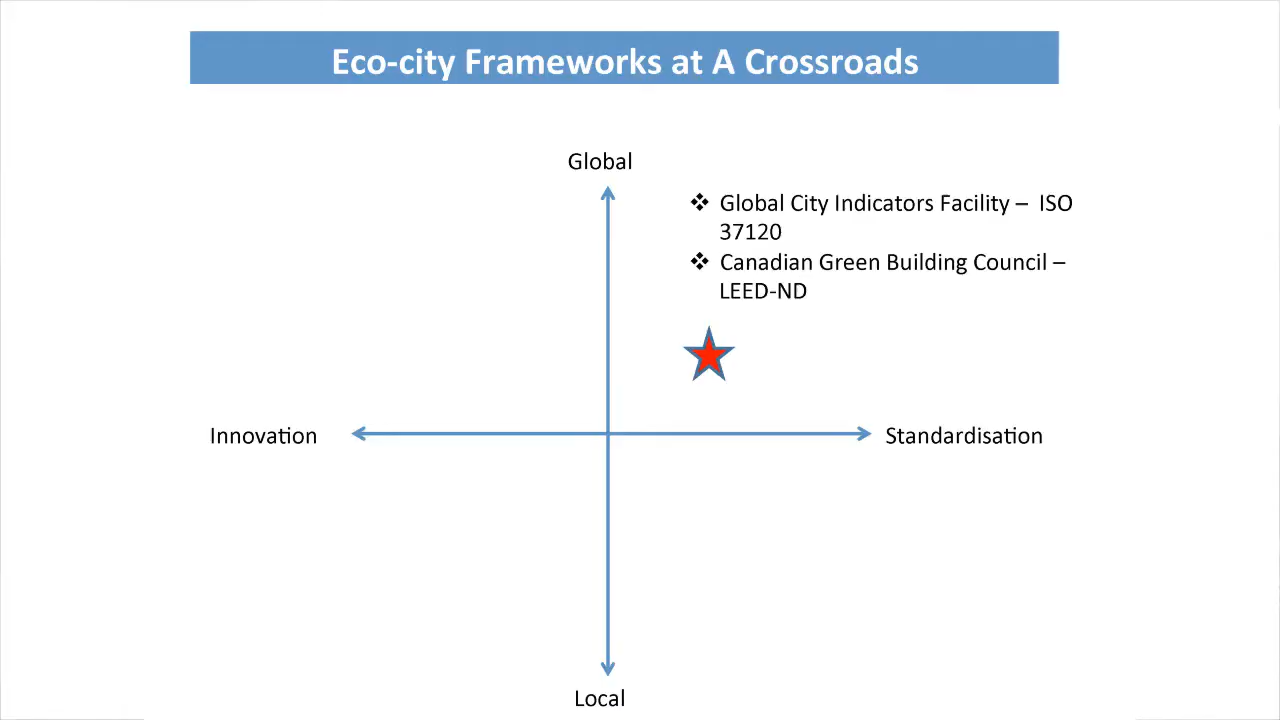 Eco-city Frameworks at A Crossroads
Global
❖ Global City Indicators Facility – ISO
37120
❖ Canadian Green Building Council –
LEED-ND
Innovation
Standardisation
Local